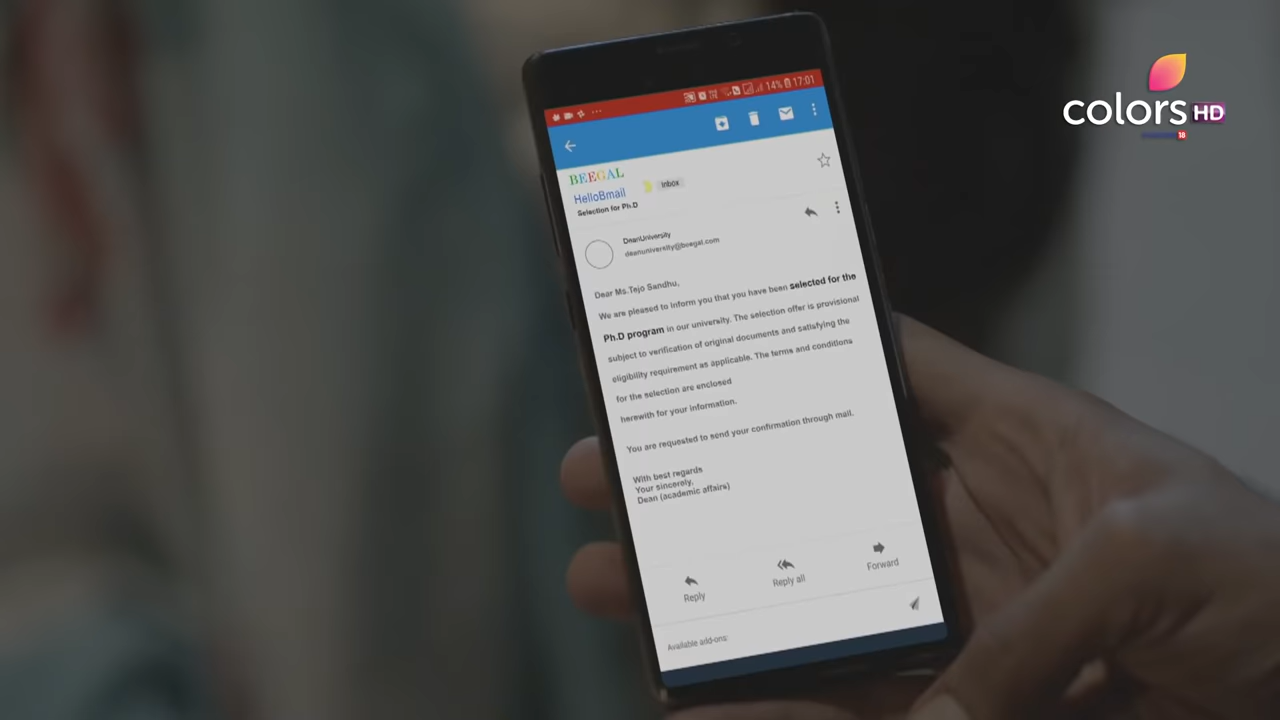 14% 17:01
colors HD
18
BEEGAL
HelloBmail Inbox
Selection for Ph.D
DeanUniversity
deanuniversity@beegal.com
Dear Ms.Tejo Sandhu,
We are pleased to inform you that you have been selected for the
Ph.D program in our university. The selection offer is provisional
subject to verification of original documents and satisfying the
eligibility requirement as applicable. The terms and conditions
for the selection are enclosed
herewith for your information.
You are requested to send your confirmation through mail.
With best regards
Your sincerely,
Dean (academic affairs)
Reply Reply all Forward
Available add-ons: